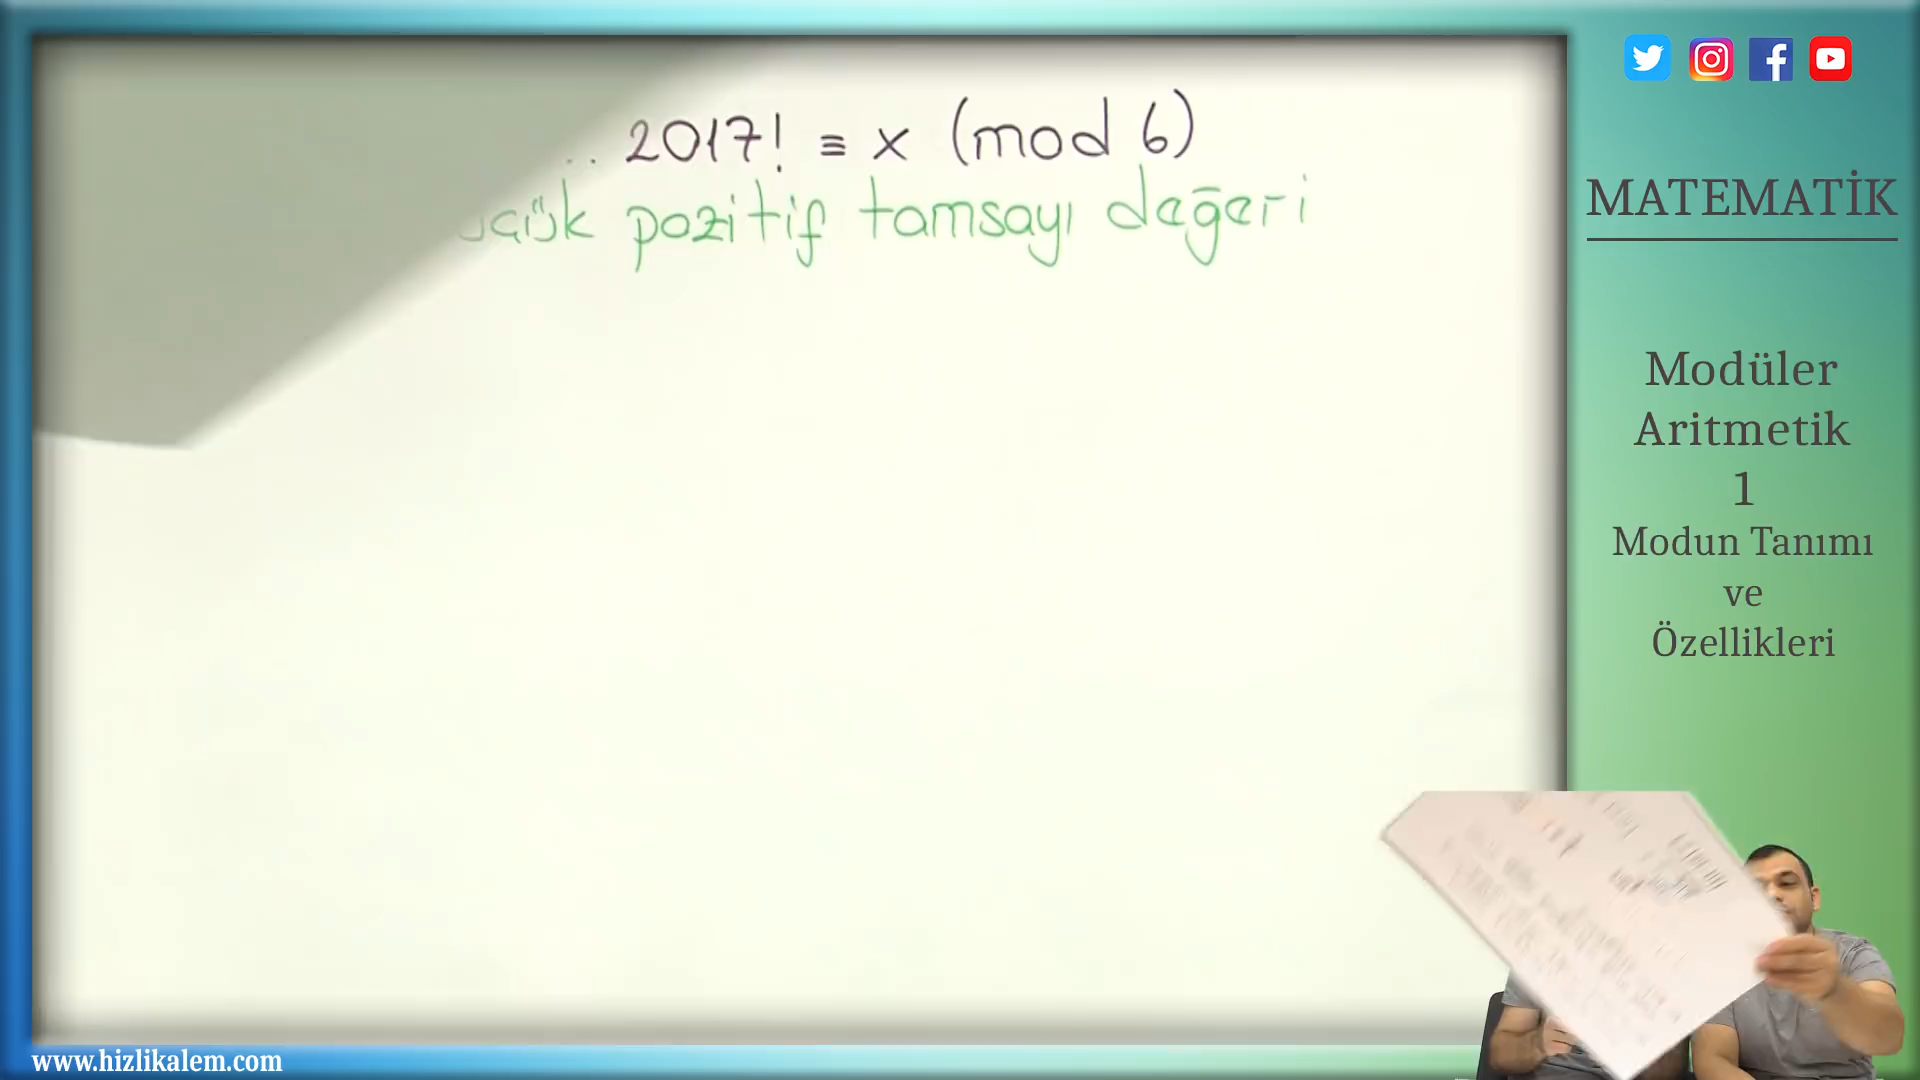 .. 2017! ≡ x (mod 6)
pozitif tamsayı değeri
MATEMATİK
Modüler
Aritmetik
1
Modun Tanımı
ve
Özellikleri
www.hizlikalem.com